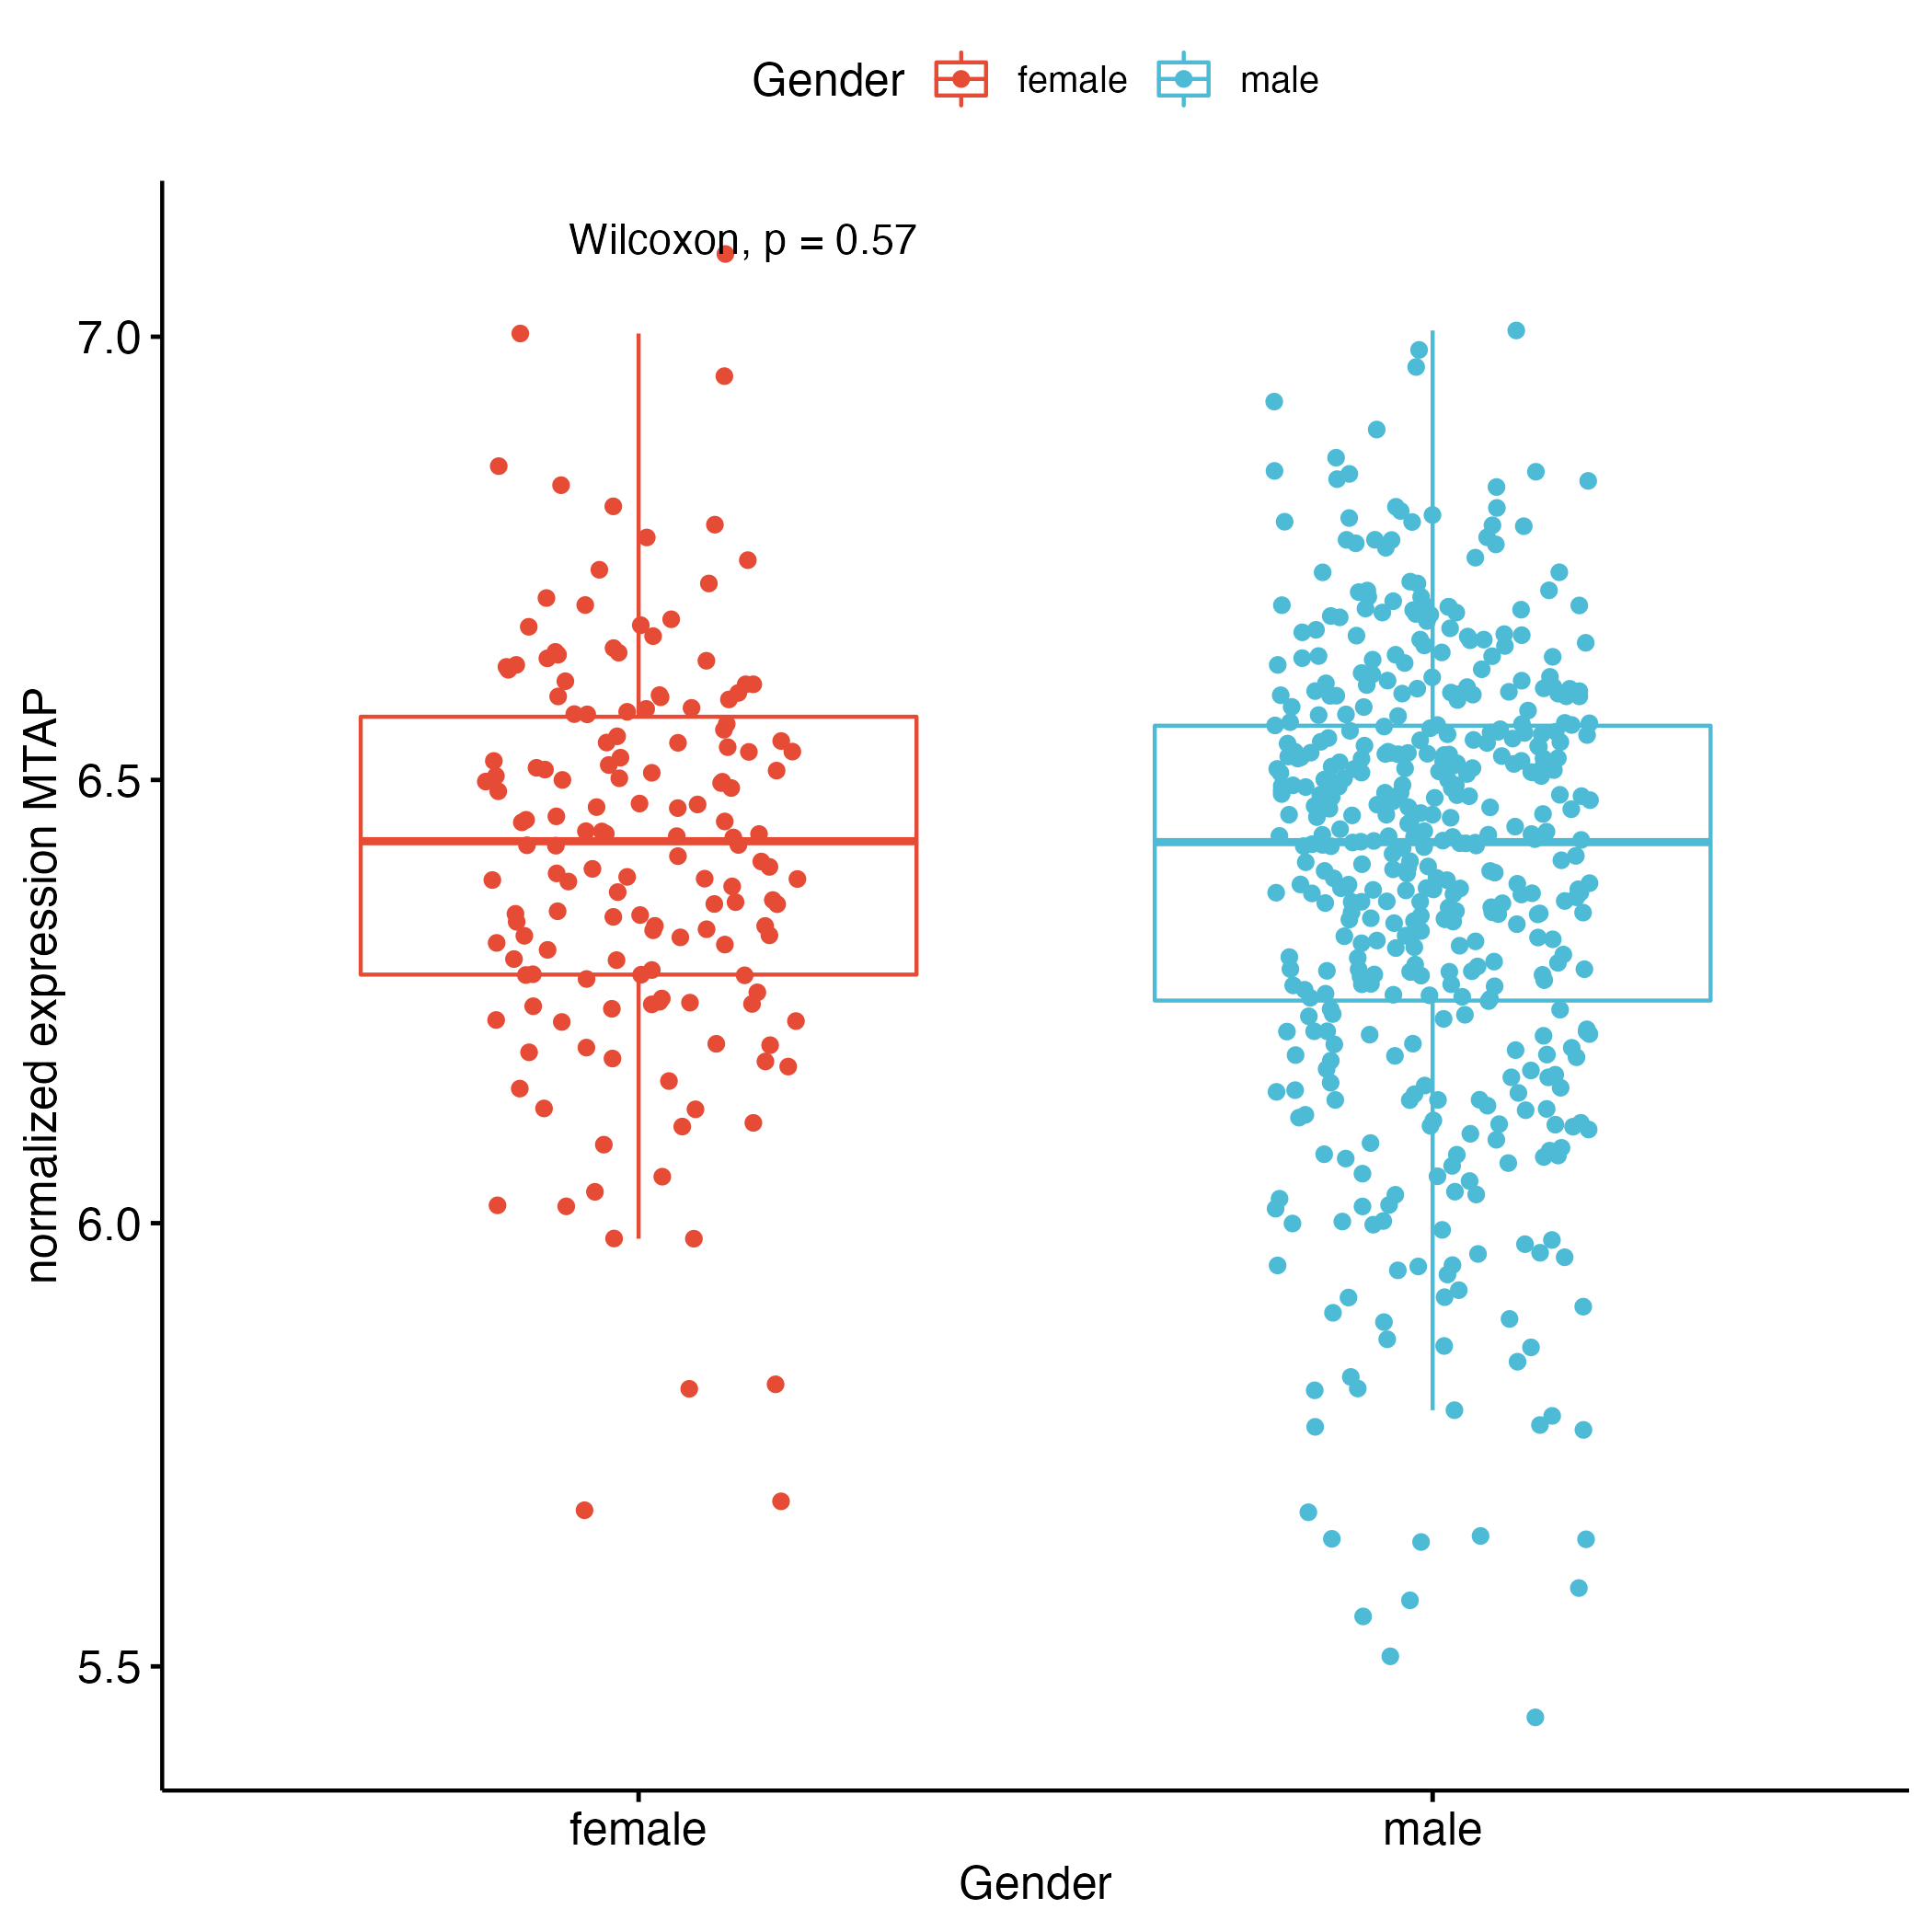 Gender female male
Wilcoxon, p = 0.57
normalized expression MTAP
7.0
6.5
6.0
5.5
female male
Gender